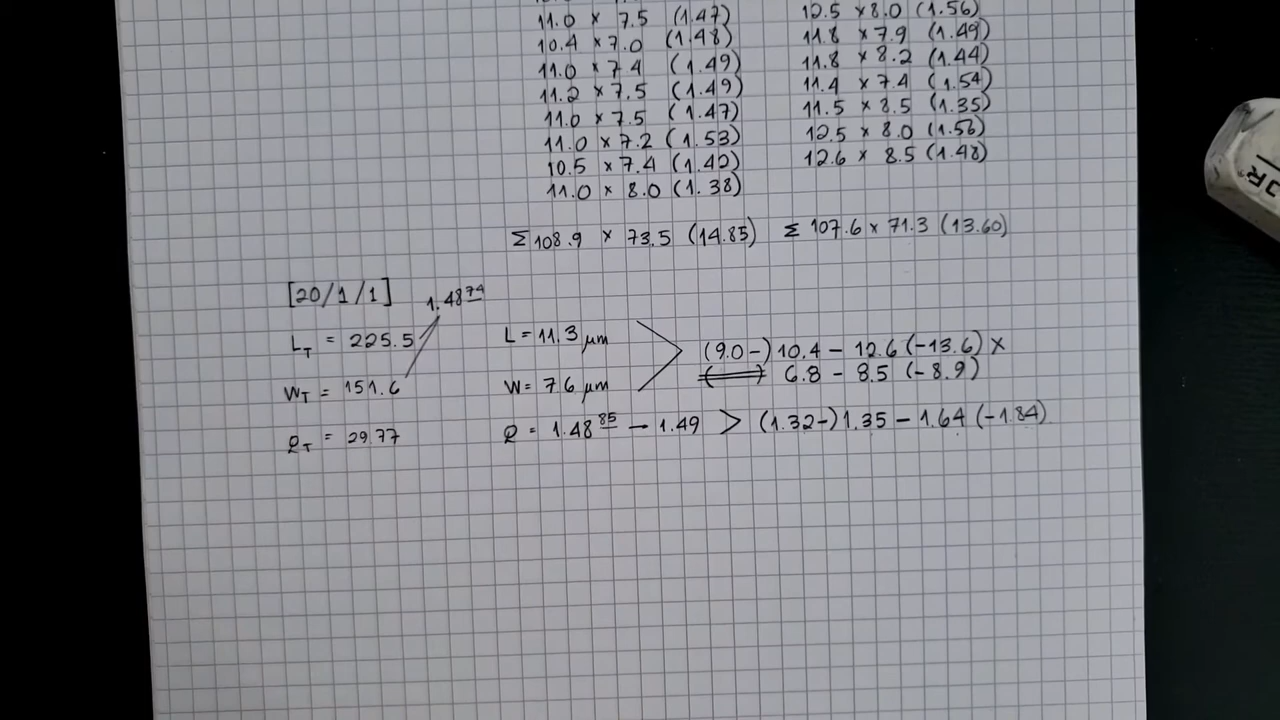 11.0 × 7.5 (1.47) 12.5 × 8.0 (1.56)
10.4 × 7.0 (1.48) 11.8 × 7.9 (1.49)
11.0 × 7.4 (1.49) 11.8 × 8.2 (1.44)
11.2 × 7.5 (1.49) 11.4 × 7.4 (1.54)
11.0 × 7.5 (1.47) 11.5 × 8.5 (1.35)
11.0 × 7.2 (1.53) 12.5 × 8.0 (1.56)
10.5 × 7.4 (1.42) 12.6 × 8.5 (1.48)
11.0 × 8.0 (1.38)
Σ 108.9 × 73.5 (14.85) Σ 107.6 × 71.3 (13.60)
[20/1/1] 1.4874
L_T = 225.5 L = 11.3 μm (9.0-) 10.4 – 12.6 (-13.6) ×
W_T = 151.6 W = 7.6 μm 6.8 – 8.5 (-8.9)
Q_T = 29.77 Q = 1.4885 – 1.49 > (1.32-) 1.35 – 1.64 (-1.84)